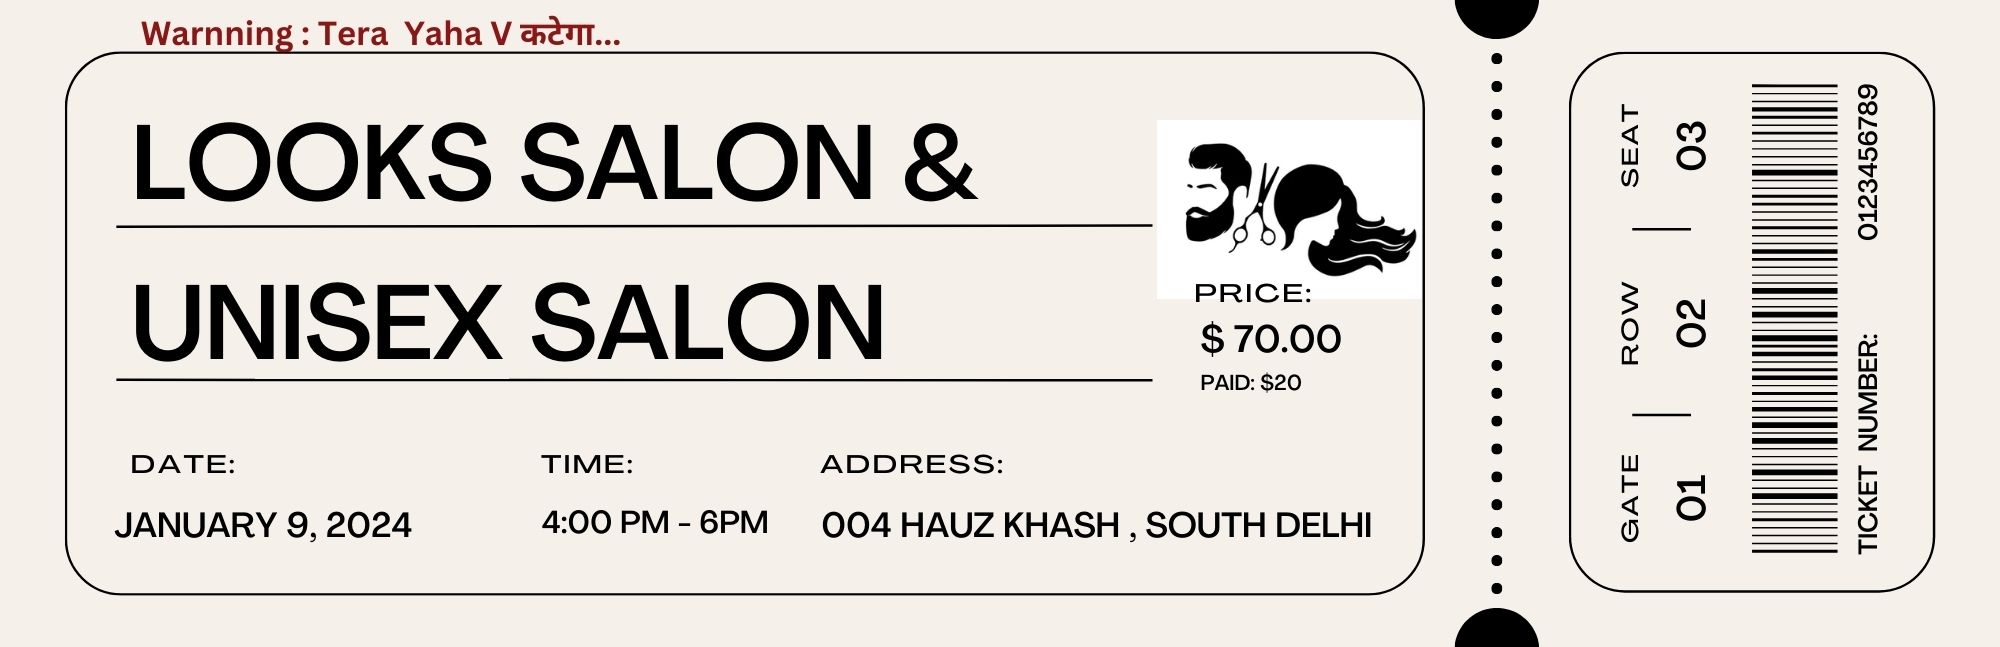 Warnning : Tera Yaha V कटेगा...
LOOKS SALON &
UNISEX SALON
PRICE:
$ 70.00
PAID: $20
DATE:
JANUARY 9, 2024
TIME:
4:00 PM - 6PM
ADDRESS:
004 HAUZ KHASH , SOUTH DELHI
GATE
01
ROW
02
SEAT
03
TICKET NUMBER: 0123456789